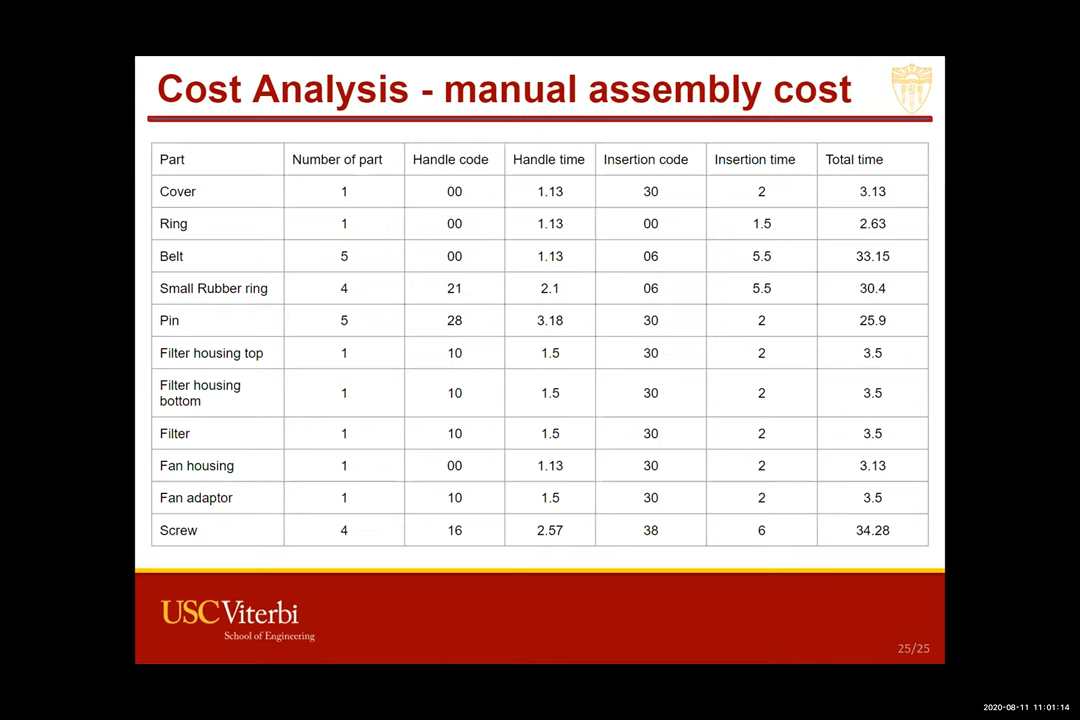 Cost Analysis - manual assembly cost
Part Number of part Handle code Handle time Insertion code Insertion time Total time
Cover 1 00 1.13 30 2 3.13
Ring 1 00 1.13 00 1.5 2.63
Belt 5 00 1.13 06 5.5 33.15
Small Rubber ring 4 21 2.1 06 5.5 30.4
Pin 5 28 3.18 30 2 25.9
Filter housing top 1 10 1.5 30 2 3.5
Filter housing
bottom 1 10 1.5 30 2 3.5
Filter 1 10 1.5 30 2 3.5
Fan housing 1 00 1.13 30 2 3.13
Fan adaptor 1 10 1.5 30 2 3.5
Screw 4 16 2.57 38 6 34.28
USC Viterbi
School of Engineering
25/25
2020-08-11 11:01:14